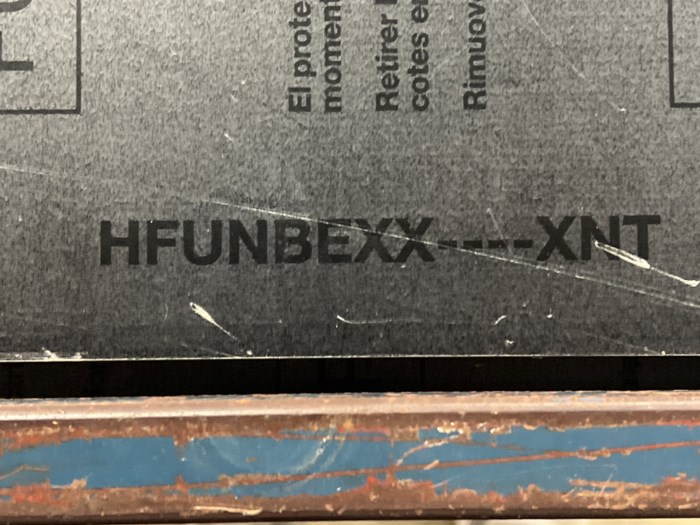 El prote
momen
Retirer
cotes e
Rimuov
HFUNBEXX----XNT